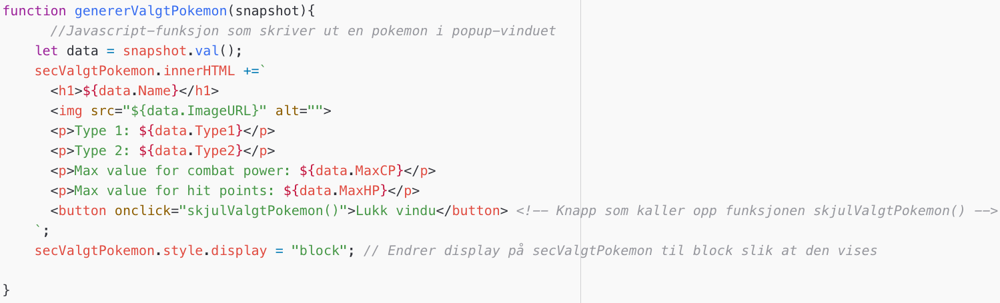 function genererValgtPokemon(snapshot){
//Javascript-funksjon som skriver ut en pokemon i popup-vinduet
let data = snapshot.val();
secValgtPokemon.innerHTML +=`
<h1>${data.Name}</h1>
<img src="${data.ImageURL}" alt="">
<p>Type 1: ${data.Type1}</p>
<p>Type 2: ${data.Type2}</p>
<p>Max value for combat power: ${data.MaxCP}</p>
<p>Max value for hit points: ${data.MaxHP}</p>
<button onclick="skjulValgtPokemon()">Lukk vindu</button> <!-- Knapp som kaller opp funksjonen skjulValgtPokemon() -->
`;
secValgtPokemon.style.display = "block"; // Endrer display på secValgtPokemon til block slik at den vises
}